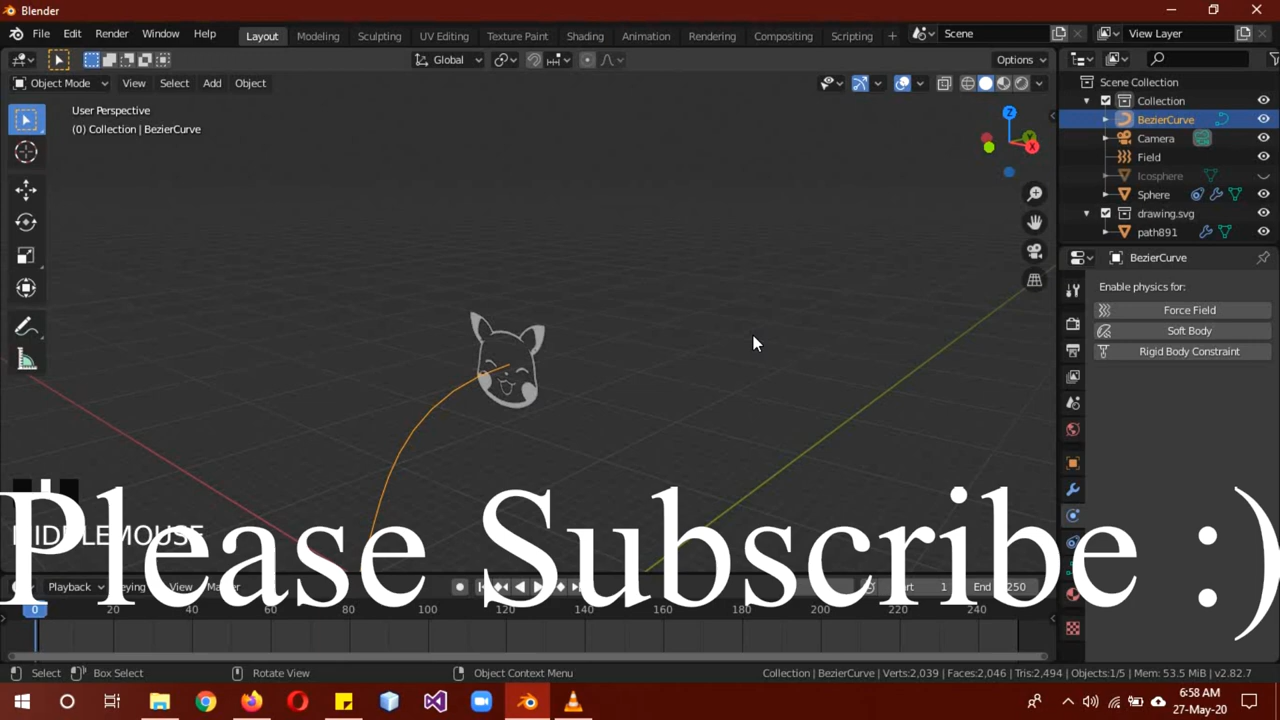 Blender
File Edit Render Window Help
Layout Modeling Sculpting UV Editing Texture Paint Shading Animation Rendering Compositing Scripting
Scene
View Layer
Global
Options
Object Mode View Select Add Object
User Perspective
(0) Collection | BezierCurve
Z
Y
X
Scene Collection
Collection
BezierCurve
Camera
Field
Icosphere
Sphere
drawing.svg
path891
BezierCurve
Enable physics for:
Force Field
Soft Body
Rigid Body Constraint
MIDDLEMOUSE
Please Subscribe :)
Playback Keying View Marker
Start 1 End 250
0 20 40 60 80 100 120 140 160 180 200 220 240
Select Box Select Rotate View Object Context Menu
Collection | BezierCurve | Verts:2,039 | Faces:2,046 | Tris:2,494 | Objects:1/5 | Mem: 53.5 MiB | v2.82.7
6:58 AM
27-May-20